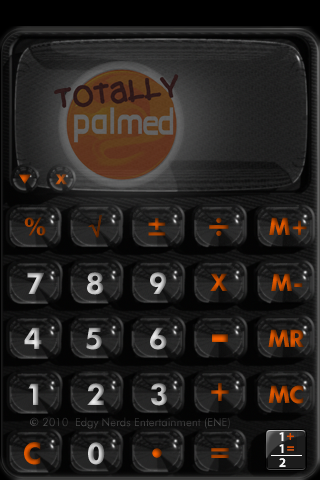 TOTALLY
palmed
▼ x
% √ ± ÷ M+
7 8 9 X M-
4 5 6 - MR
1 2 3 + MC
© 2010 Edgy Nerds Entertainment (ENE)
C 0 . = 1+
1=
2